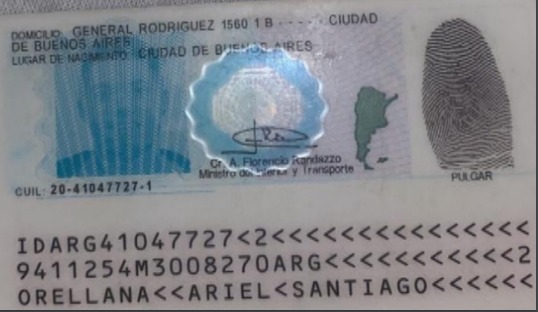 DOMICILIO: GENERAL RODRIGUEZ 1560 1 B - - - - CIUDAD
DE BUENOS AIRES
LUGAR DE NACIMIENTO: CIUDAD DE BUENOS AIRES
Cr. A. Florencio Randazzo
Ministro del Interior y Transporte
PULGAR
CUIL: 20-41047727-1
IDARG41047727<2<<<<<<<<<<<<<<<
9411254M3008270ARG<<<<<<<<<<<2
ORELLANA<<ARIEL<SANTIAGO<<<<<<